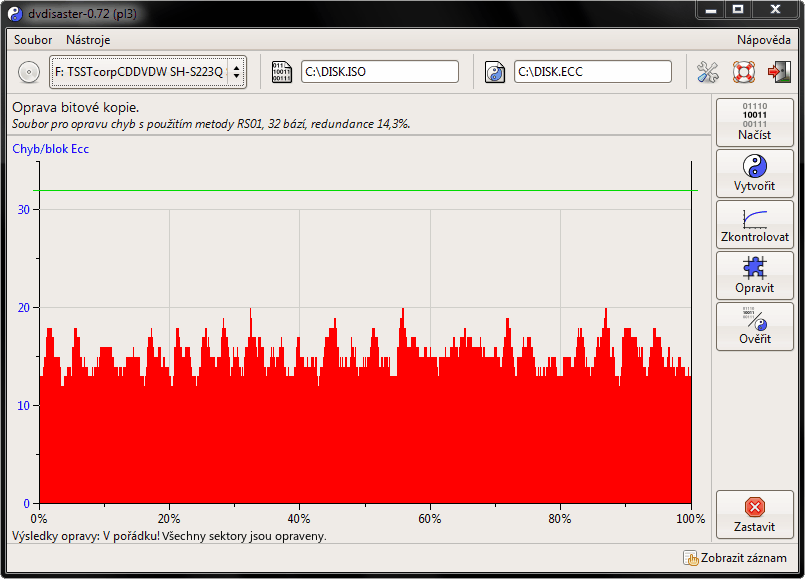 dvdisaster-0.72 (pl3)
Soubor Nástroje Nápověda
F: TSSTcorpCDDVDW SH-S223Q
C:\DISK.ISO
C:\DISK.ECC
Oprava bitové kopie.
Soubor pro opravu chyb s použitím metody RS01, 32 bází, redundance 14,3%.
Chyb/blok Ecc
30
20
10
0
0% 20% 40% 60% 80% 100%
Výsledky opravy: V pořádku! Všechny sektory jsou opraveny.
01110
10011
00111
Načíst
Vytvořit
Zkontrolovat
Opravit
Ověřit
Zastavit
Zobrazit záznam